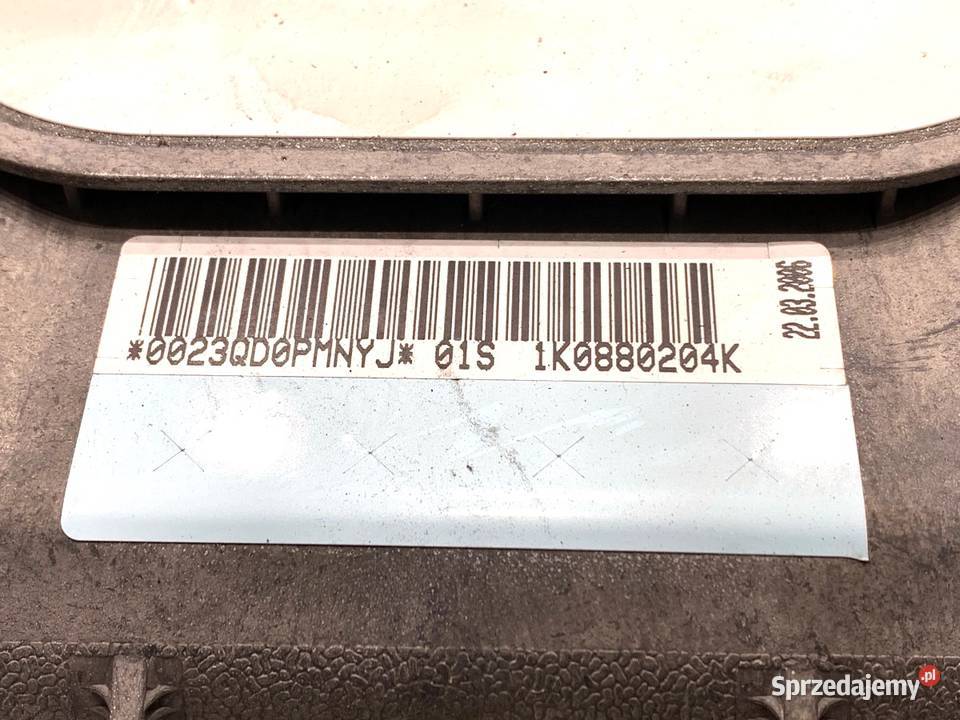 *0023QD0PMNYJ* 01S 1K0880204K
22.03.2006
Sprzedajemy.pl